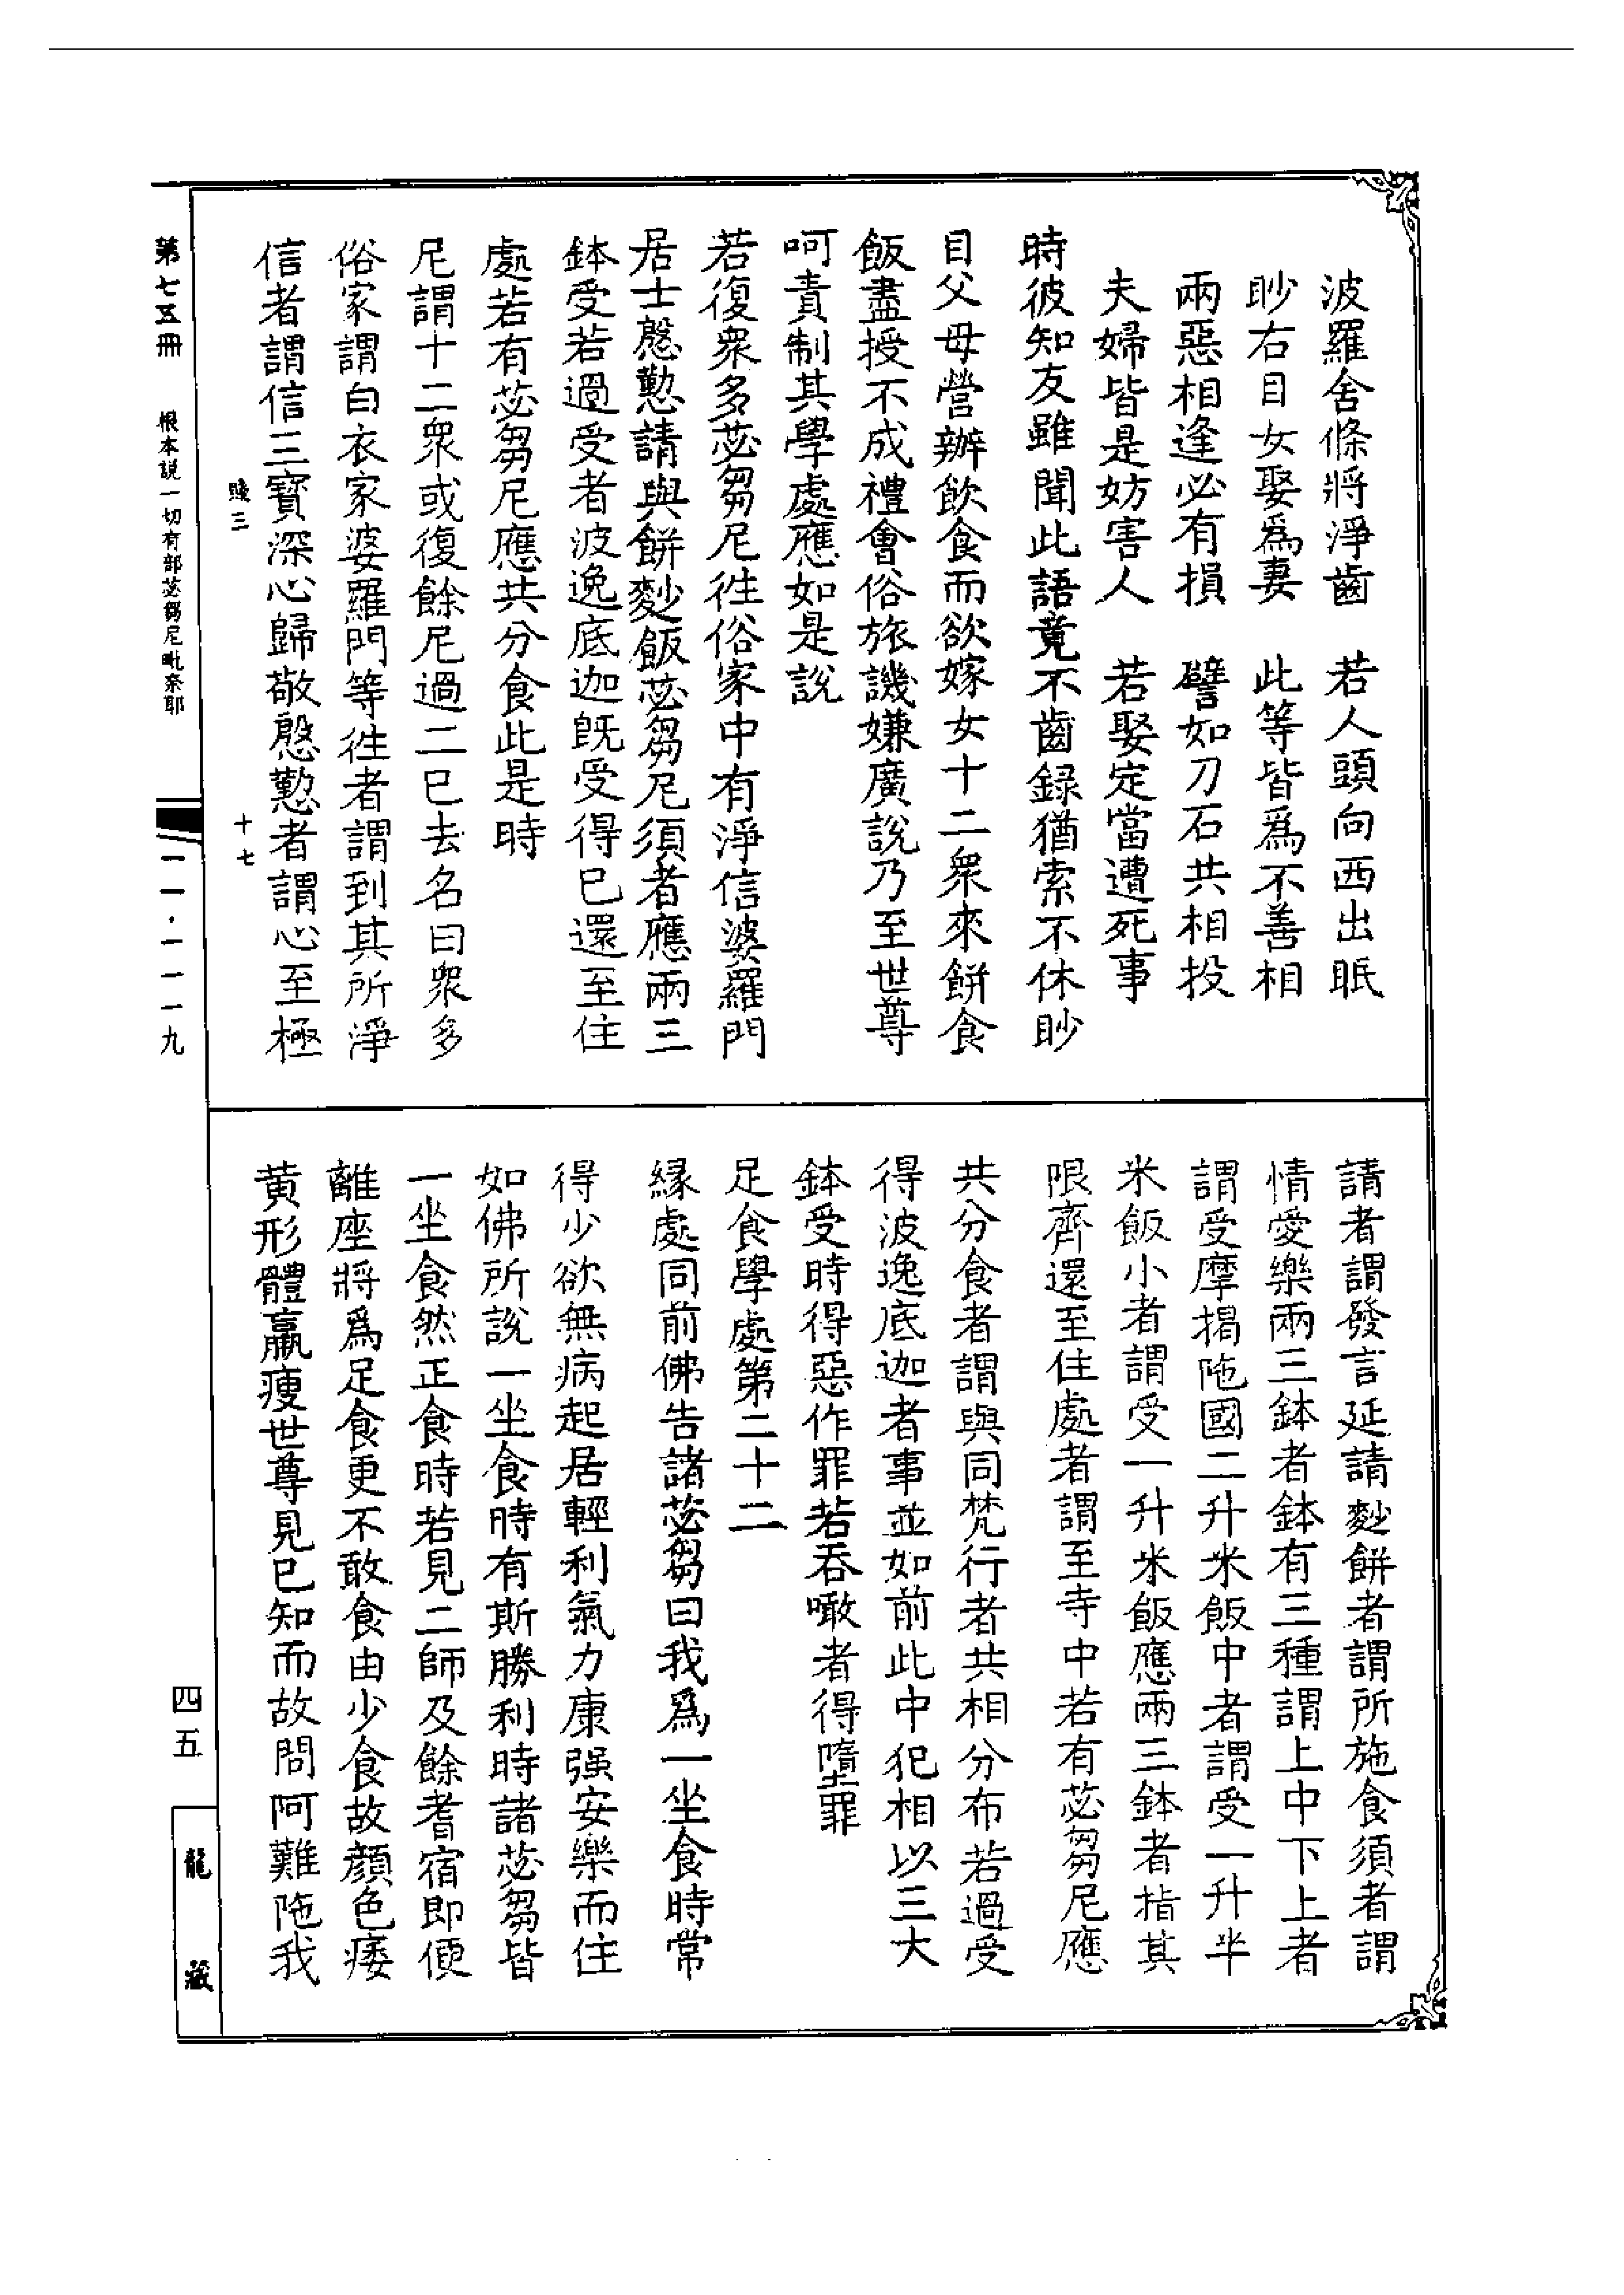 波羅舍條將淨齒　若人頭向西出眠
眇右目女娶爲妻　此等皆爲不善相
兩惡相逢必有損　譬如刀石共相投
夫婦皆是妨害人　若娶定當遭死事
時彼知友雖聞此語竟不齒録猶索不休眇
目父母營辦飲食而欲嫁女十二衆來餅食
飯盡授不成禮會俗旅譏嫌廣說乃至世尊
呵責制其學處應如是說
若復衆多苾芻尼徃俗家中有淨信婆羅門
居士慇懃請與餅麨飯苾芻尼須者應兩三
鉢受若過受者波逸底迦旣受得已還至住
處若有苾芻尼應共分食此是時
尼謂十二衆或復餘尼過二已去名曰衆多
俗家謂白衣家婆羅門等徃者謂到其所淨
信者謂信三寶深心歸敬慇懃者謂心至極
賤三　十七
請者謂發言延請麨餅者謂所施食須者謂
情愛樂兩三鉢者鉢有三種謂上中下上者
謂受摩揭陁國二升米飯中者謂受一升半
米飯小者謂受一升米飯應兩三鉢者指其
限齊還至住處者謂至寺中若有苾芻尼應
共分食者謂與同梵行者共相分布若過受
得波逸底迦者事並如前此中犯相以三大
鉢受時得惡作罪若吞噉者得墮罪
足食學處第二十二
緣處同前佛告諸苾芻曰我爲一坐食時常
得少欲無病起居輕利氣力康强安樂而住
如佛所說一坐食時有斯勝利時諸苾芻皆
一坐食然正食時若見二師及餘耆宿即便
離座將爲足食更不敢食由少食故顏色痿
黄形體羸瘦世尊見已知而故問阿難陁我
第七五冊　根本説一切有部苾芻尼毗奈耶　一一·一一一九　四五　龍藏